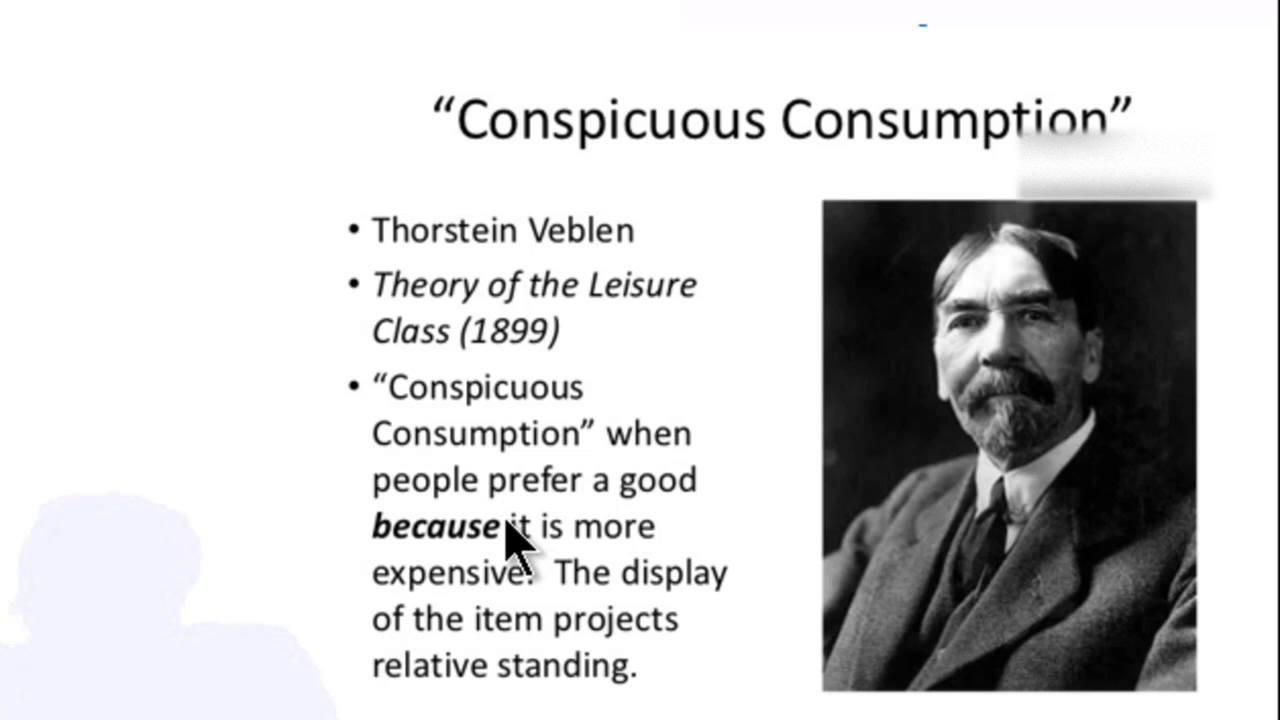 “Conspicuous Consumption”
• Thorstein Veblen
• Theory of the Leisure
Class (1899)
• “Conspicuous
Consumption” when
people prefer a good
because it is more
expensive. The display
of the item projects
relative standing.